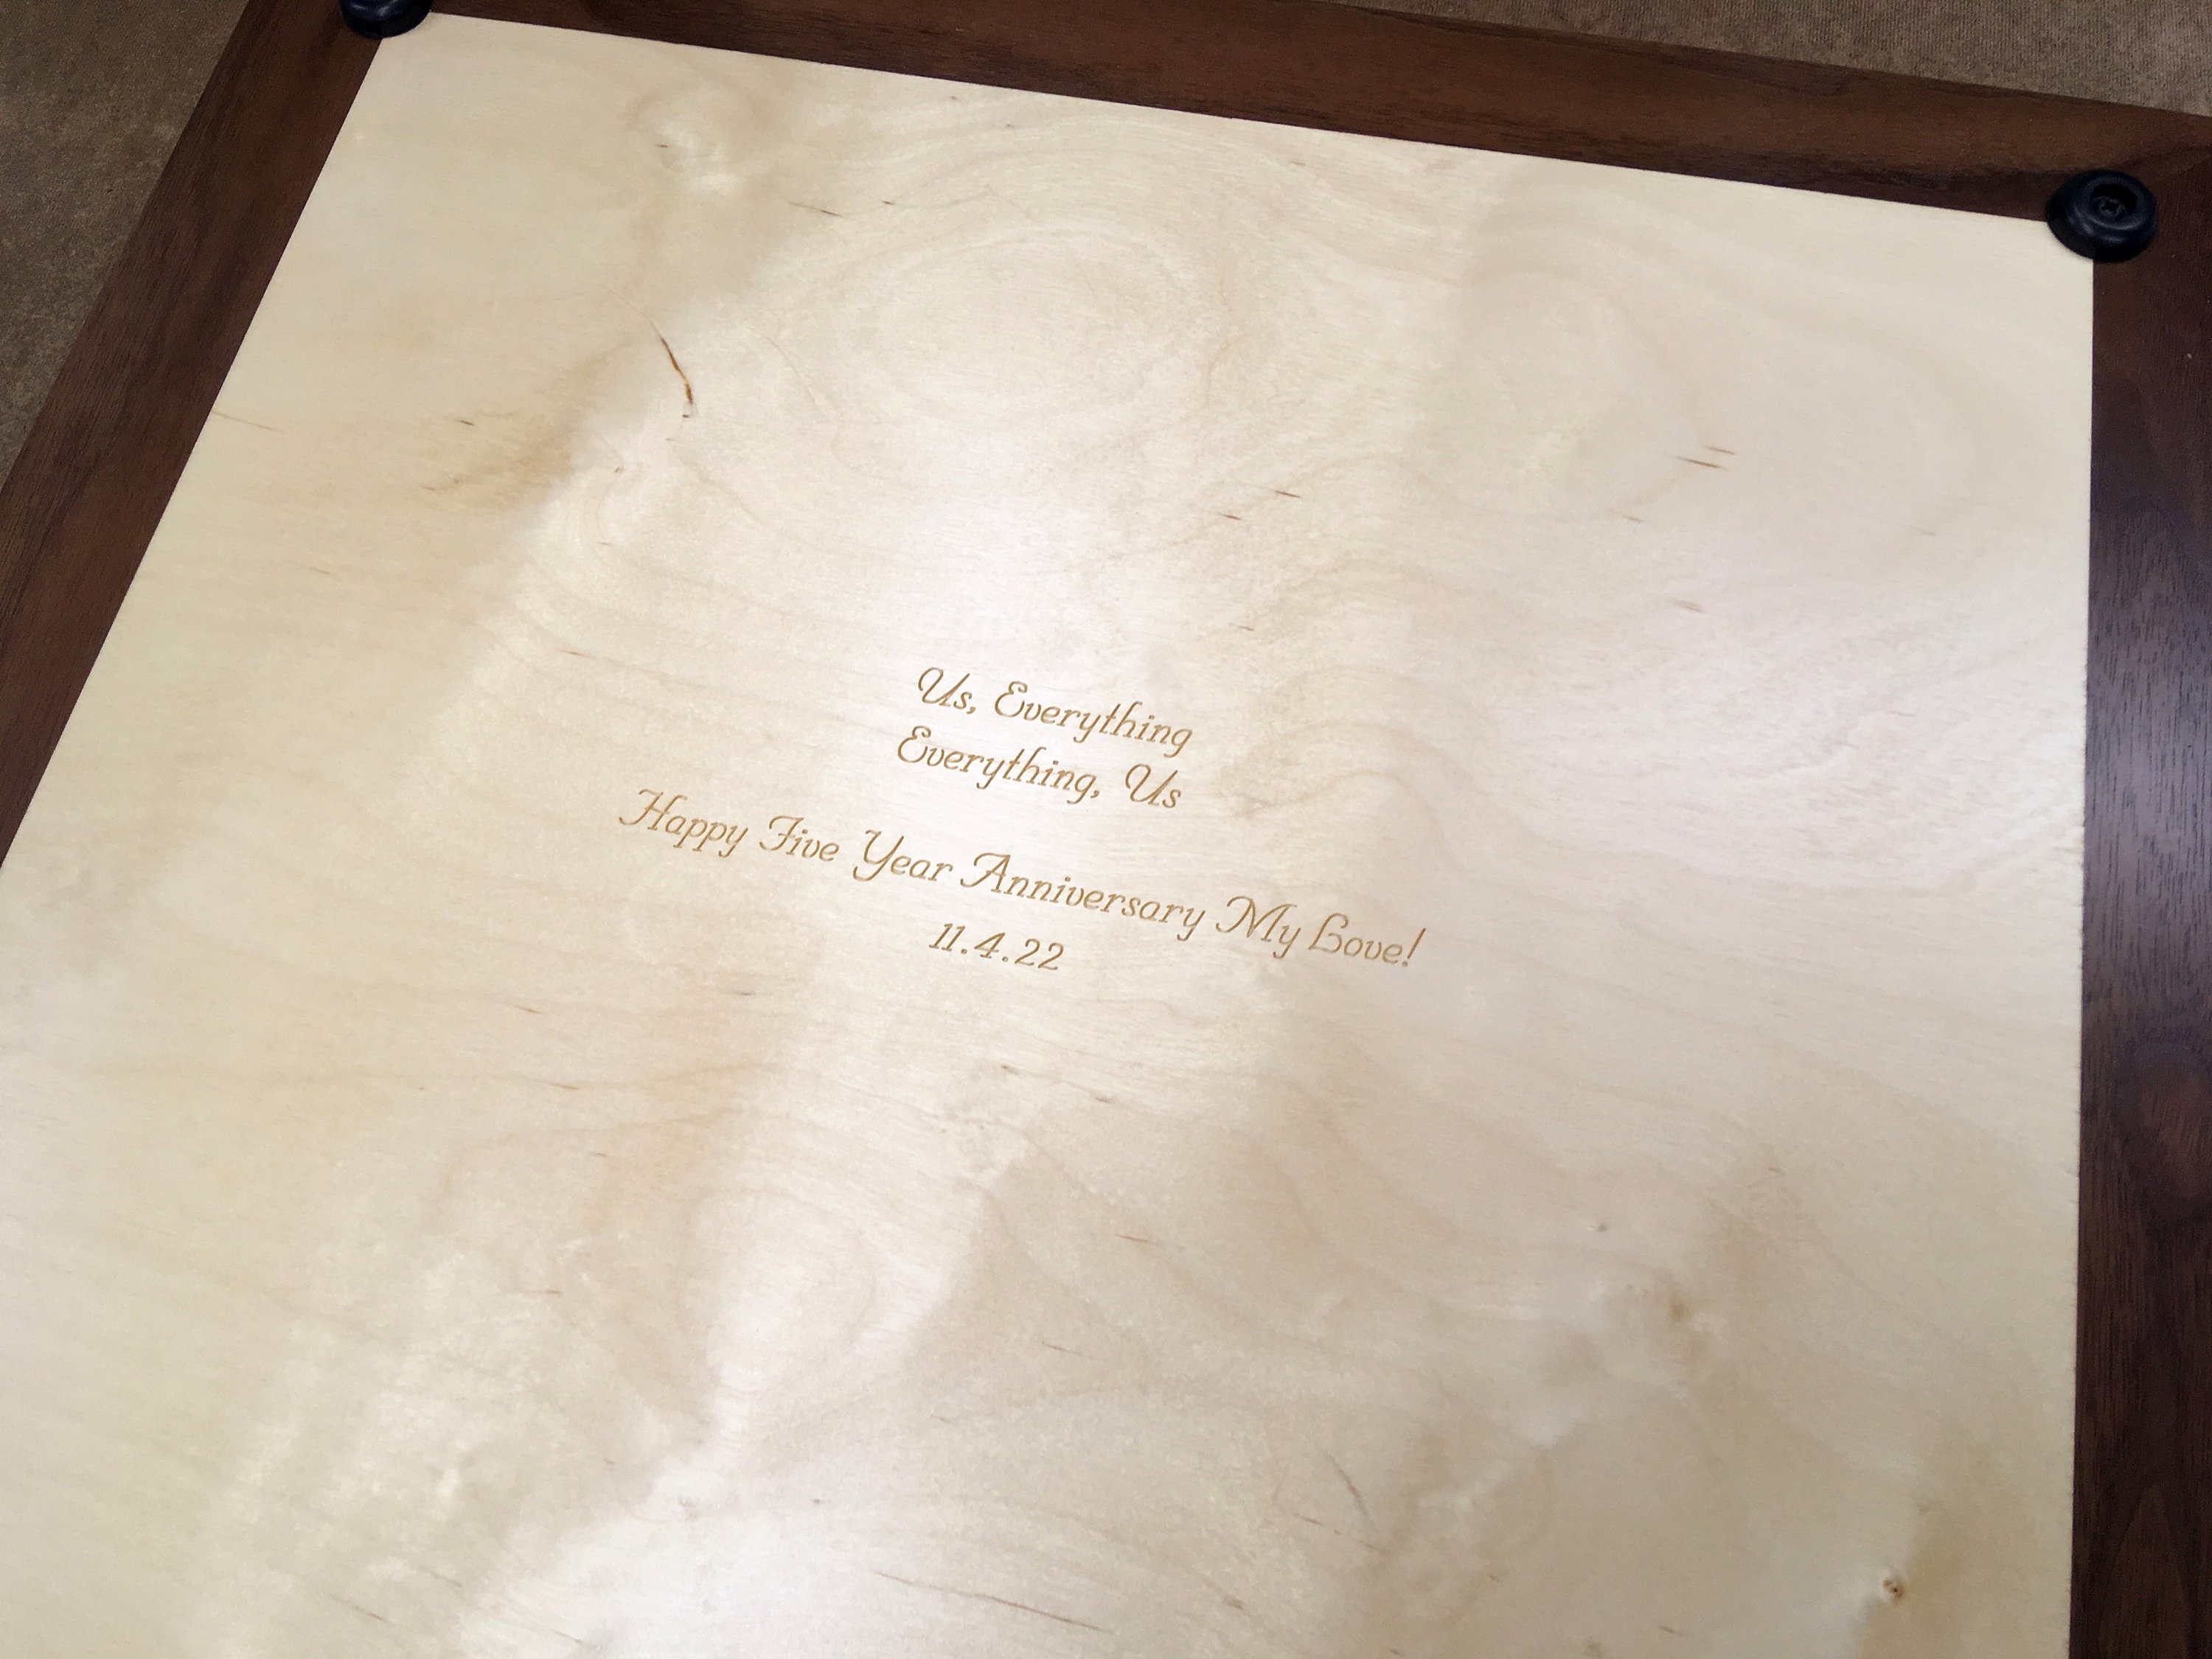 Us, Everything
Everything, Us
Happy Five Year Anniversary My Love!
11.4.22